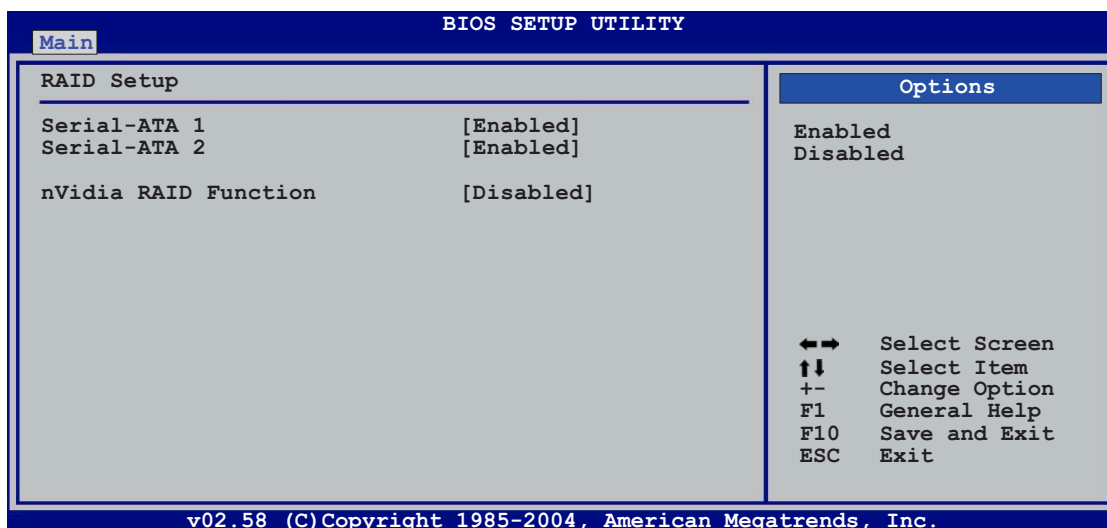 BIOS SETUP UTILITY
Main
RAID Setup
Serial-ATA 1 [Enabled]
Serial-ATA 2 [Enabled]
nVidia RAID Function [Disabled]
Options
Enabled
Disabled
←→ Select Screen
↑↓ Select Item
+- Change Option
F1 General Help
F10 Save and Exit
ESC Exit
v02.58 (C)Copyright 1985-2004, American Megatrends, Inc.